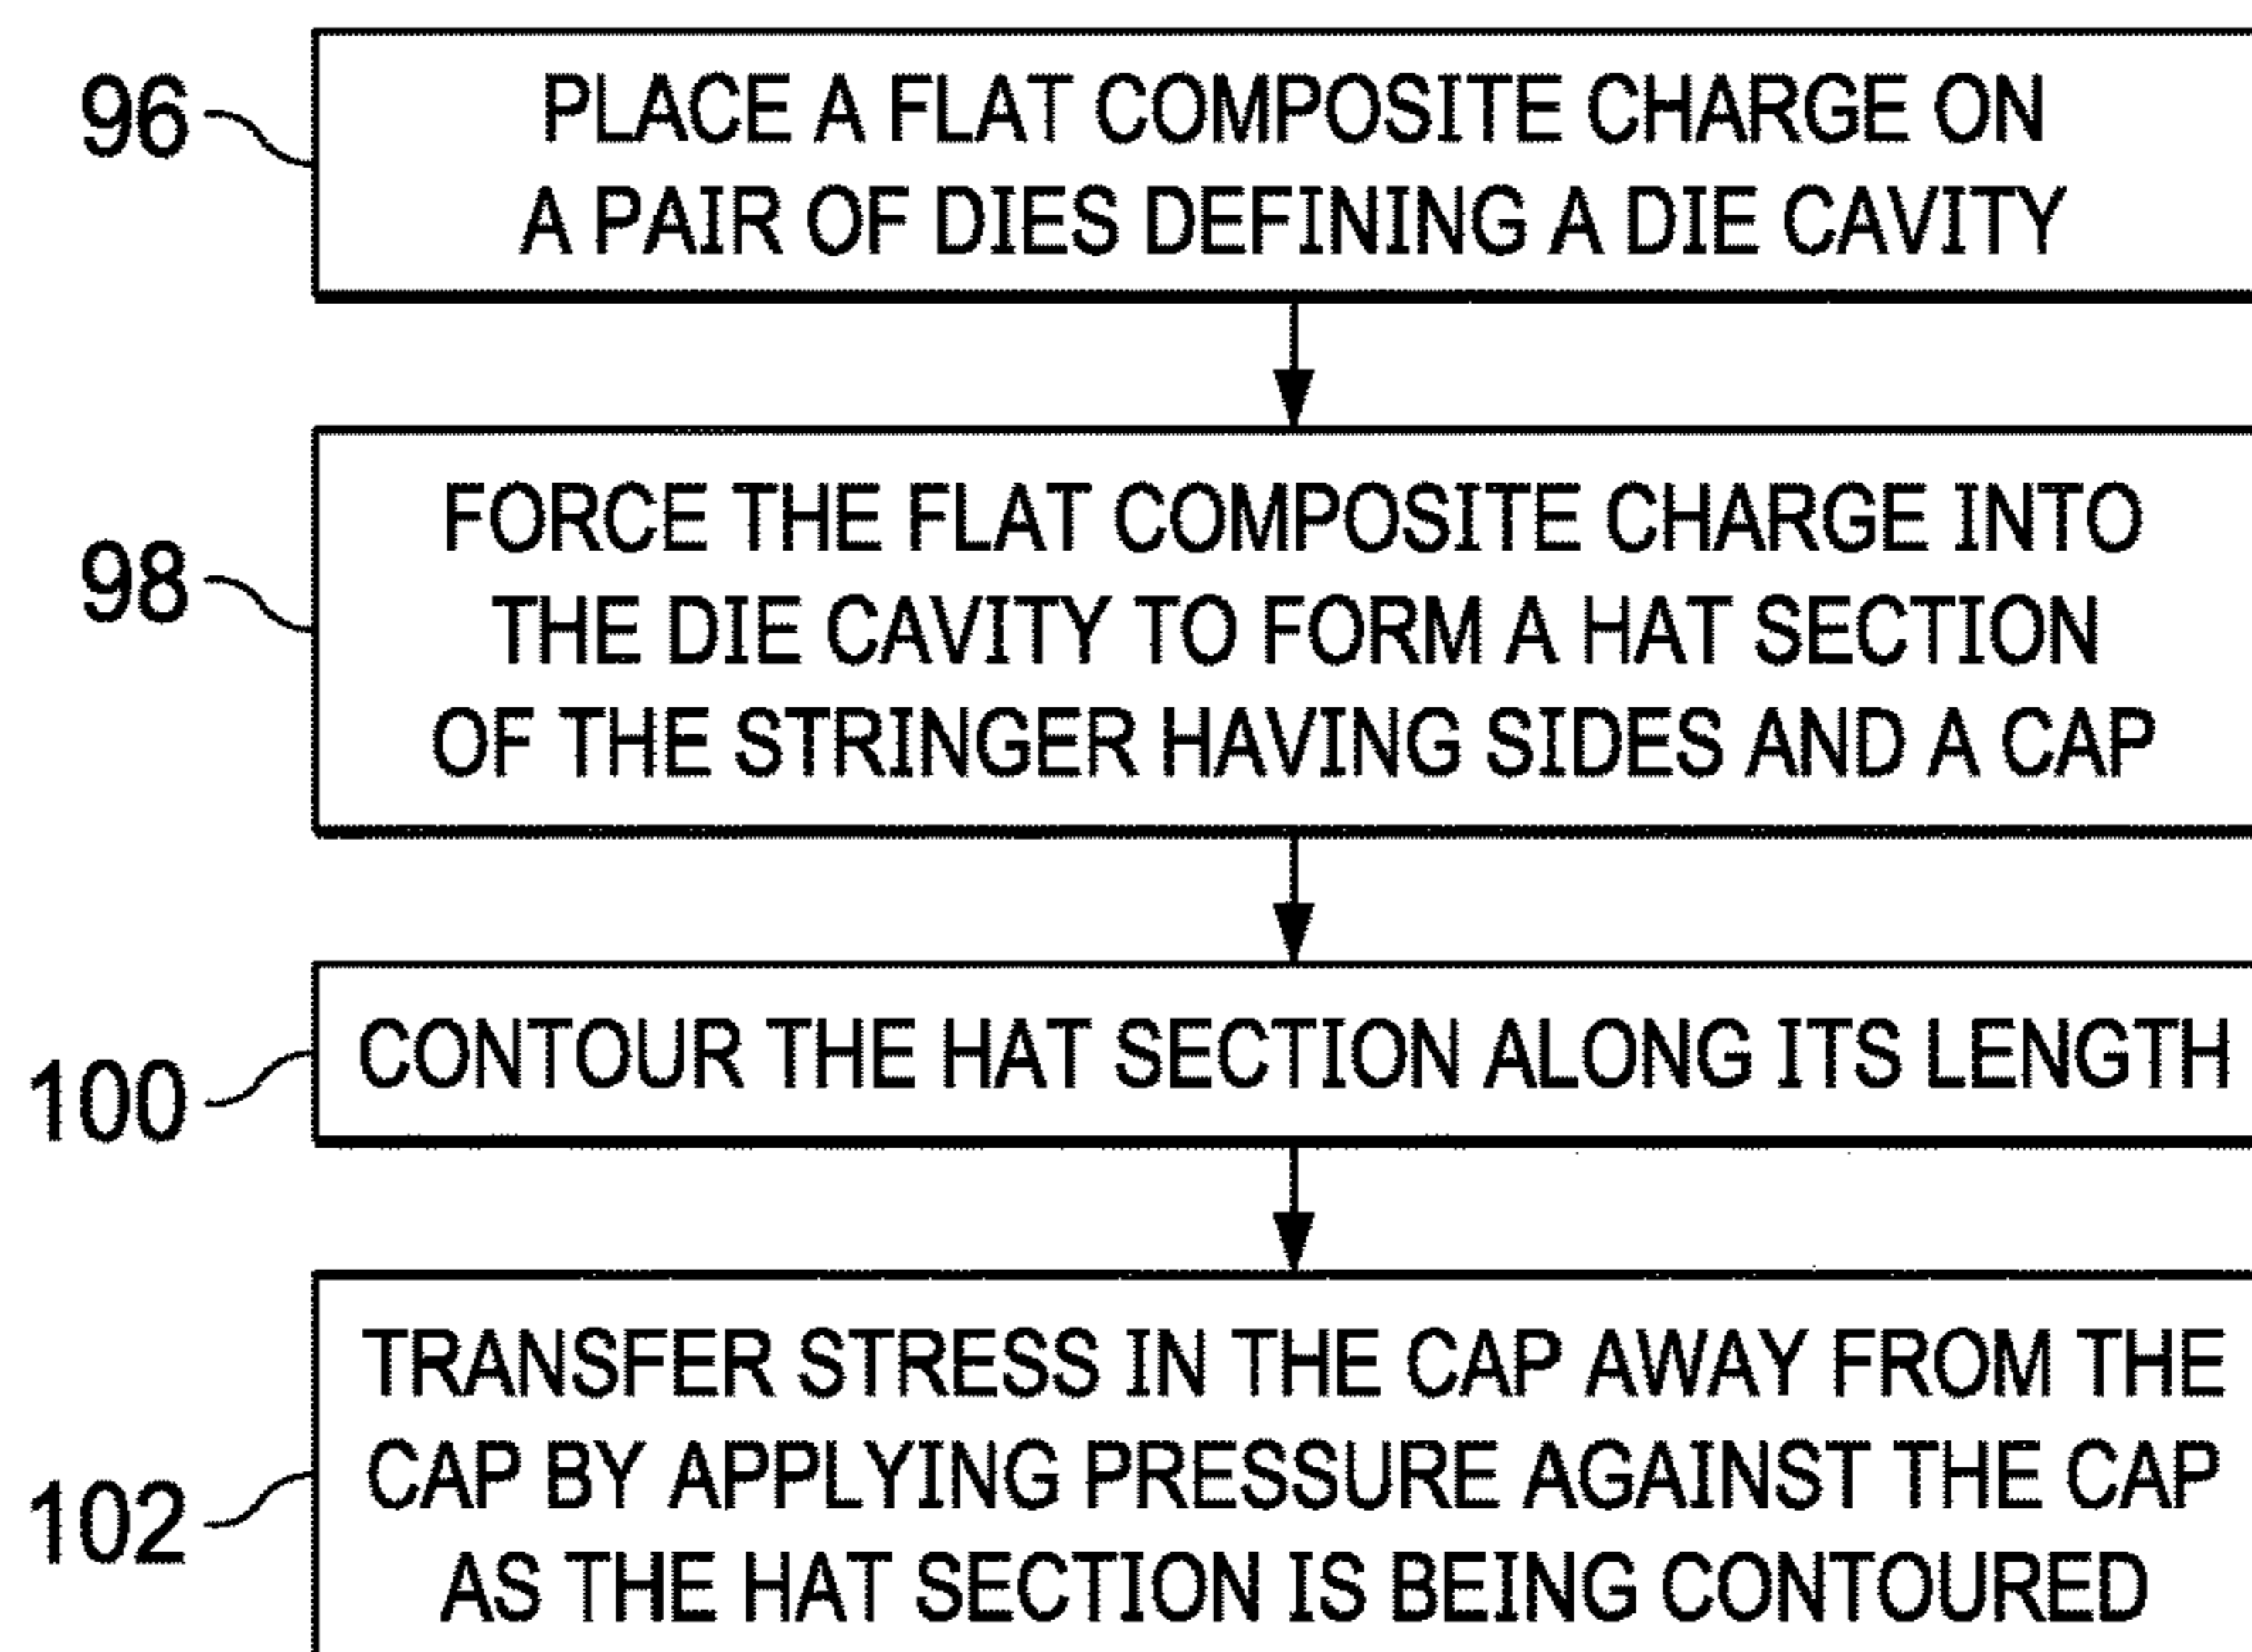 96
PLACE A FLAT COMPOSITE CHARGE ON
A PAIR OF DIES DEFINING A DIE CAVITY
98
FORCE THE FLAT COMPOSITE CHARGE INTO
THE DIE CAVITY TO FORM A HAT SECTION
OF THE STRINGER HAVING SIDES AND A CAP
100
CONTOUR THE HAT SECTION ALONG ITS LENGTH
102
TRANSFER STRESS IN THE CAP AWAY FROM THE
CAP BY APPLYING PRESSURE AGAINST THE CAP
AS THE HAT SECTION IS BEING CONTOURED